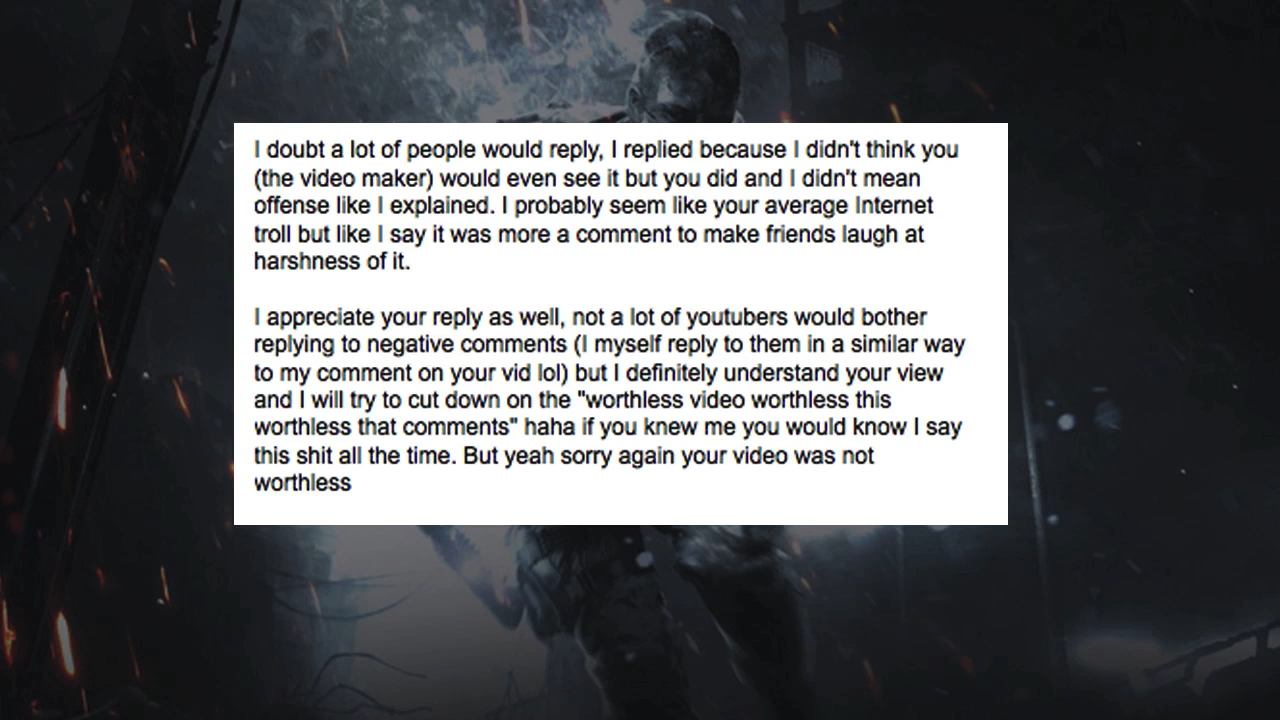 I doubt a lot of people would reply, I replied because I didn't think you
(the video maker) would even see it but you did and I didn't mean
offense like I explained. I probably seem like your average Internet
troll but like I say it was more a comment to make friends laugh at
harshness of it.
I appreciate your reply as well, not a lot of youtubers would bother
replying to negative comments (I myself reply to them in a similar way
to my comment on your vid lol) but I definitely understand your view
and I will try to cut down on the "worthless video worthless this
worthless that comments" haha if you knew me you would know I say
this shit all the time. But yeah sorry again your video was not
worthless